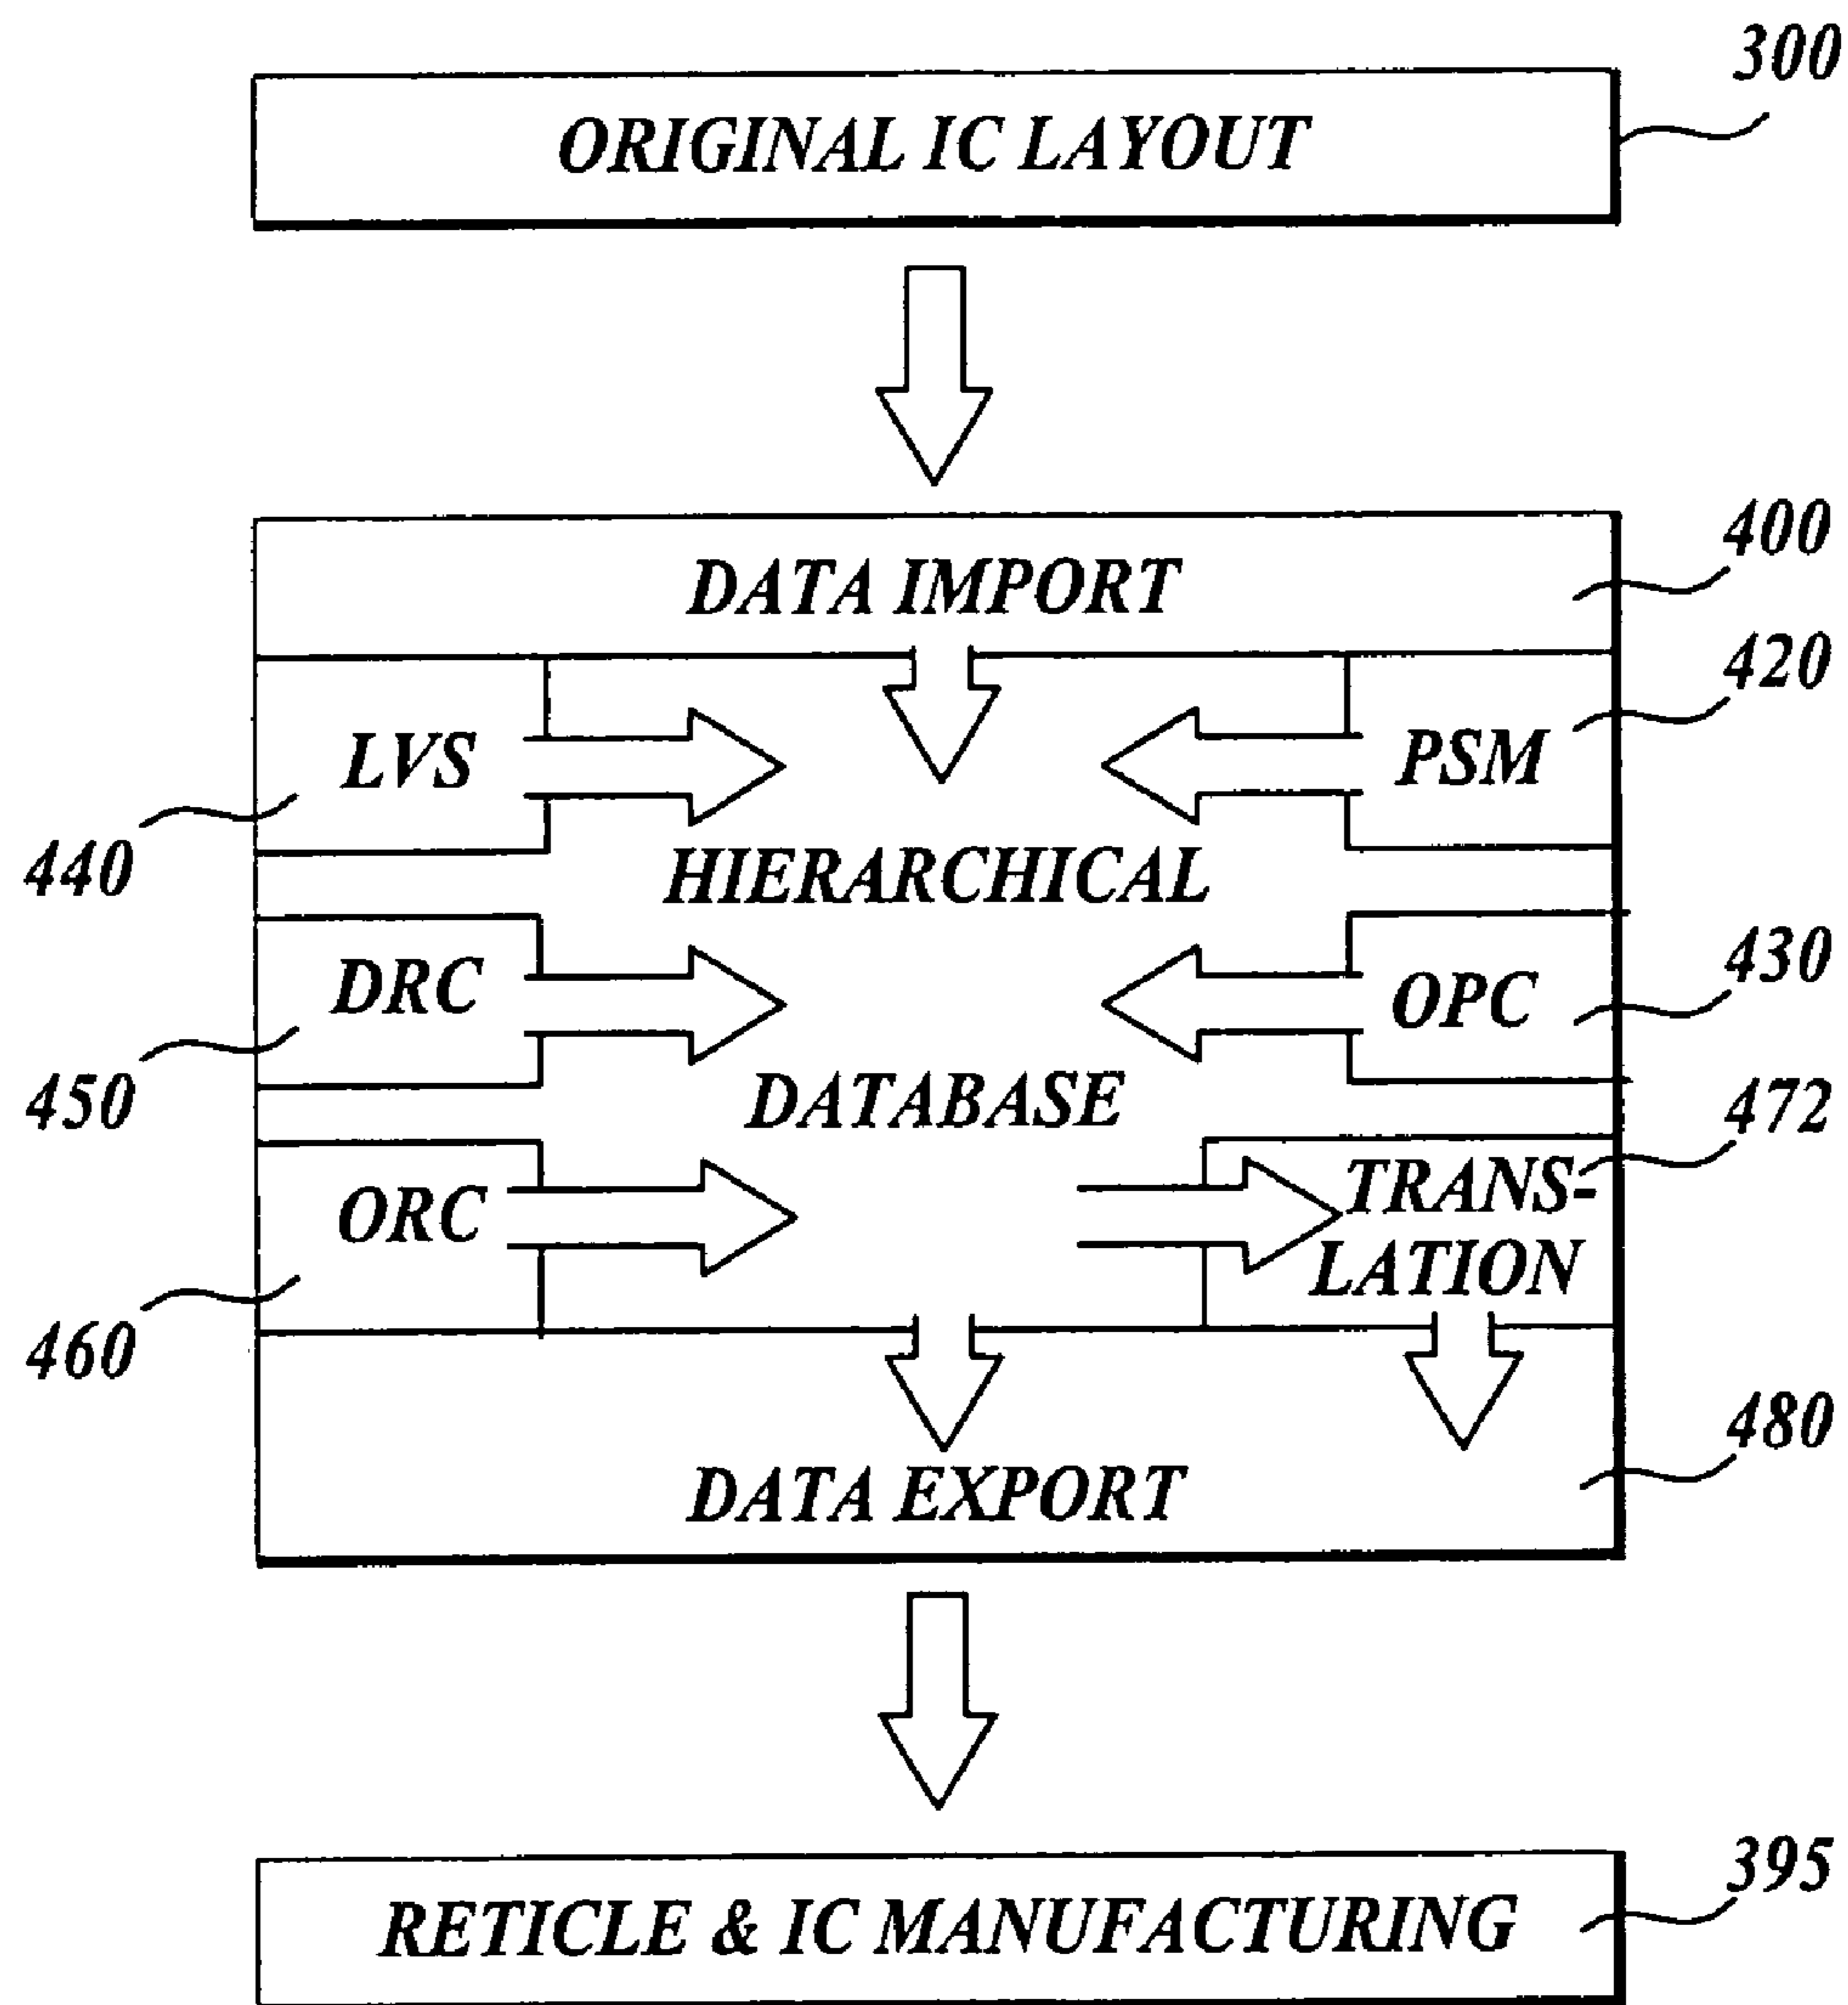 300
ORIGINAL IC LAYOUT
400
DATA IMPORT
420
LVS
PSM
440
HIERARCHICAL
430
DRC
OPC
450
DATABASE
472
TRANS-
ORC
LATION
460
480
DATA EXPORT
395
RETICLE & IC MANUFACTURING